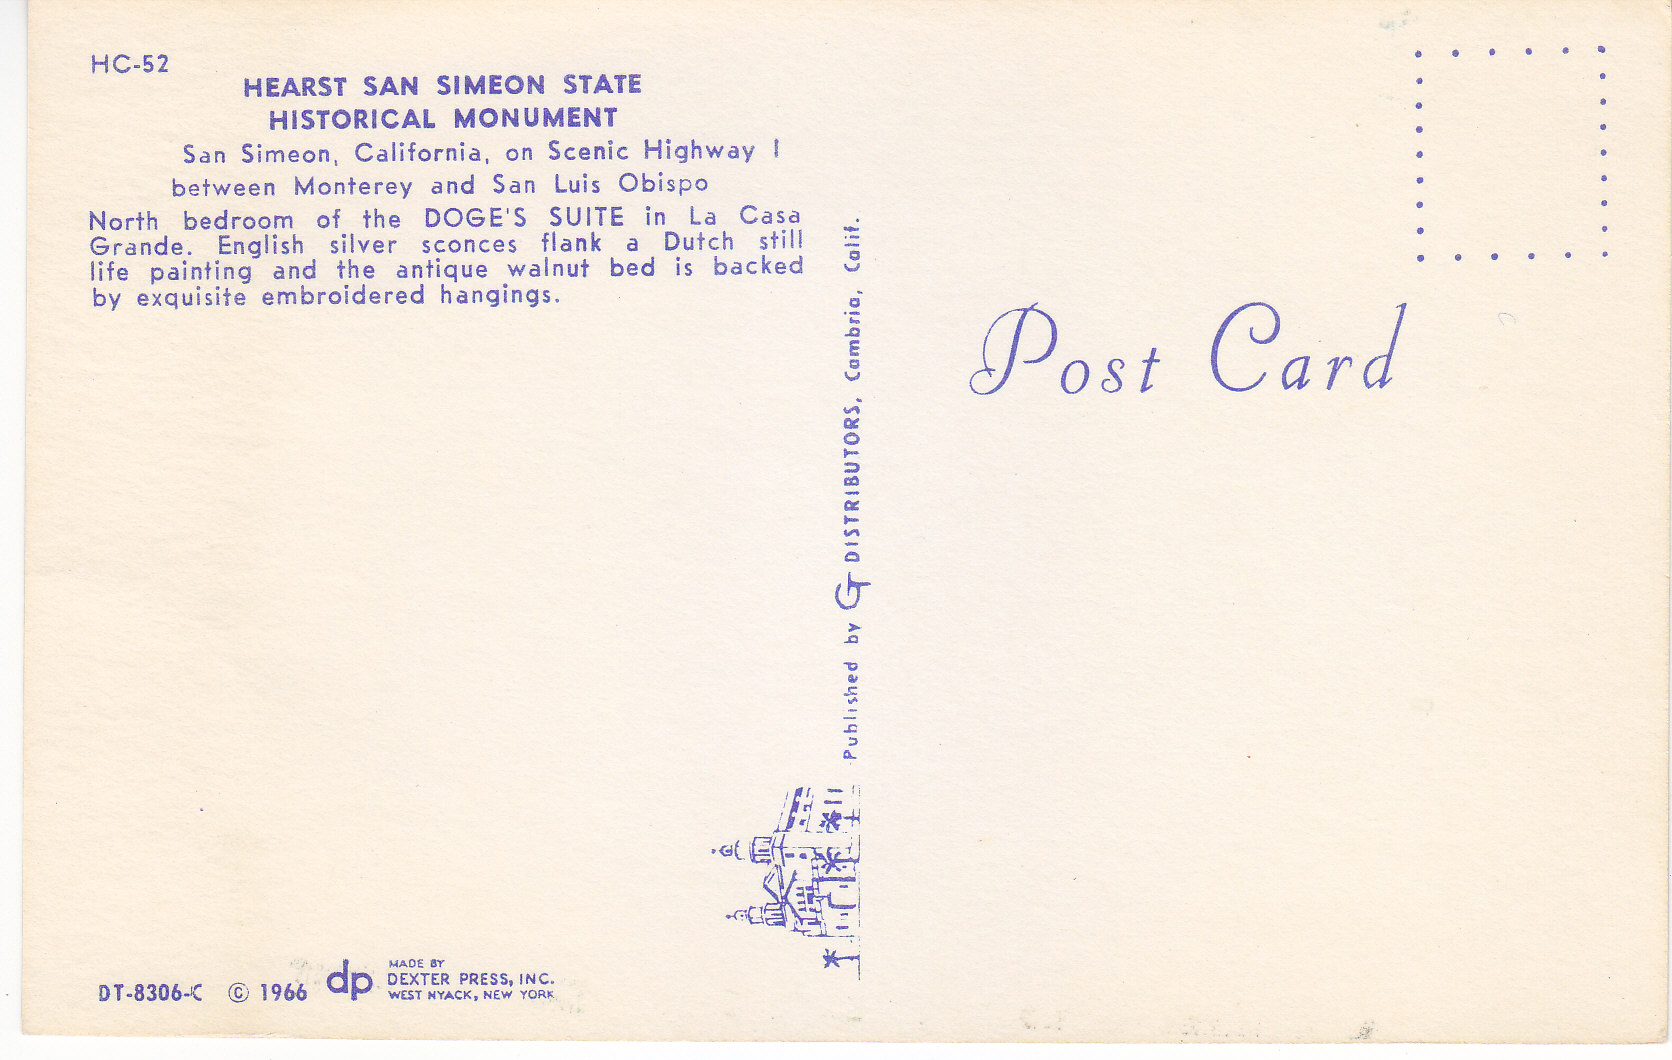 HC-52
HEARST SAN SIMEON STATE
HISTORICAL MONUMENT
San Simeon, California, on Scenic Highway 1
between Monterey and San Luis Obispo
North bedroom of the DOGE'S SUITE in La Casa
Grande. English silver sconces flank a Dutch still
life painting and the antique walnut bed is backed
by exquisite embroidered hangings.
Published by G DISTRIBUTORS, Cambria, Calif.
Post Card
DT-8306-C © 1966
dp
MADE BY
DEXTER PRESS, INC.
WEST NYACK, NEW YORK